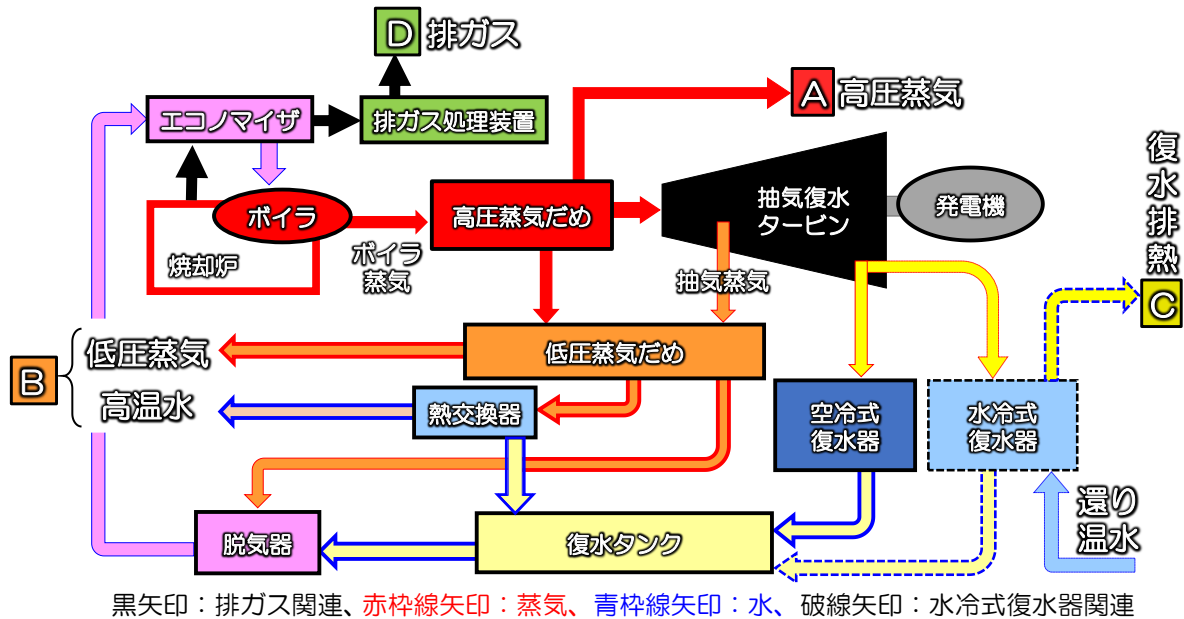 D 排ガス
A 高圧蒸気
エコノマイザ
排ガス処理装置
復水排熱
C
ボイラ
焼却炉
ボイラ
蒸気
高圧蒸気だめ
抽気復水
タービン
発電機
抽気蒸気
B
低圧蒸気
高温水
低圧蒸気だめ
熱交換器
空冷式
復水器
水冷式
復水器
還り
温水
脱気器
復水タンク
黒矢印:排ガス関連、赤枠線矢印:蒸気、青枠線矢印:水、破線矢印:水冷式復水器関連